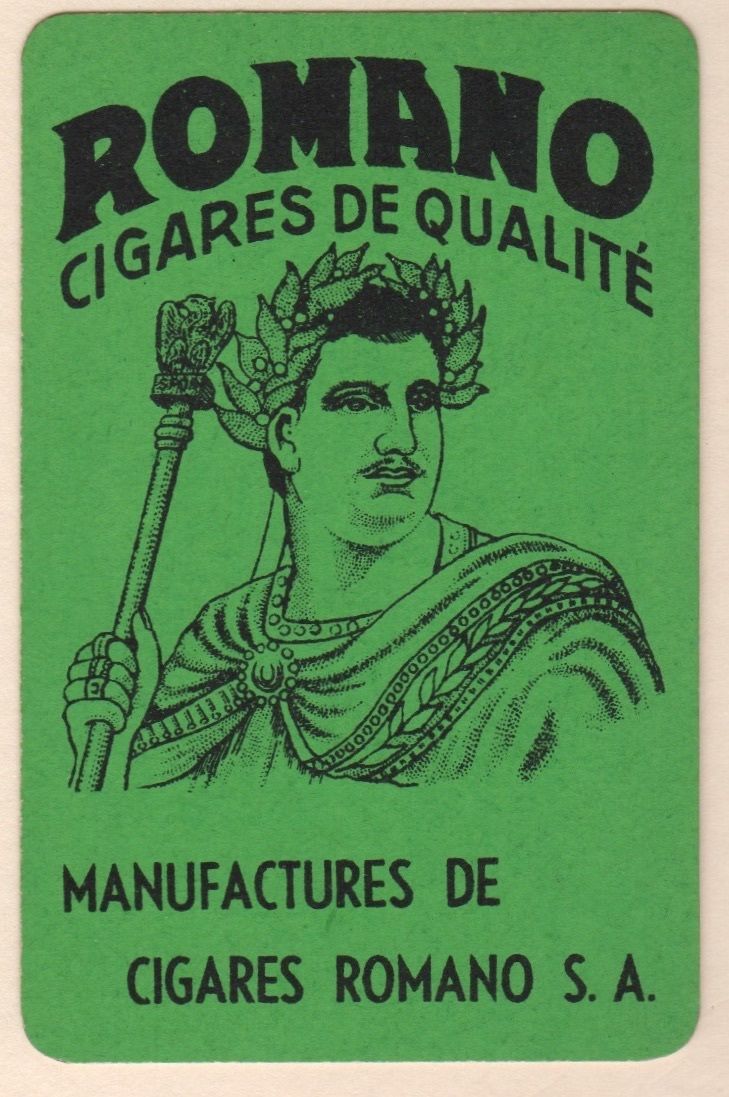 ROMANO
CIGARES DE QUALITÉ
MANUFACTURES DE
CIGARES ROMANO S. A.